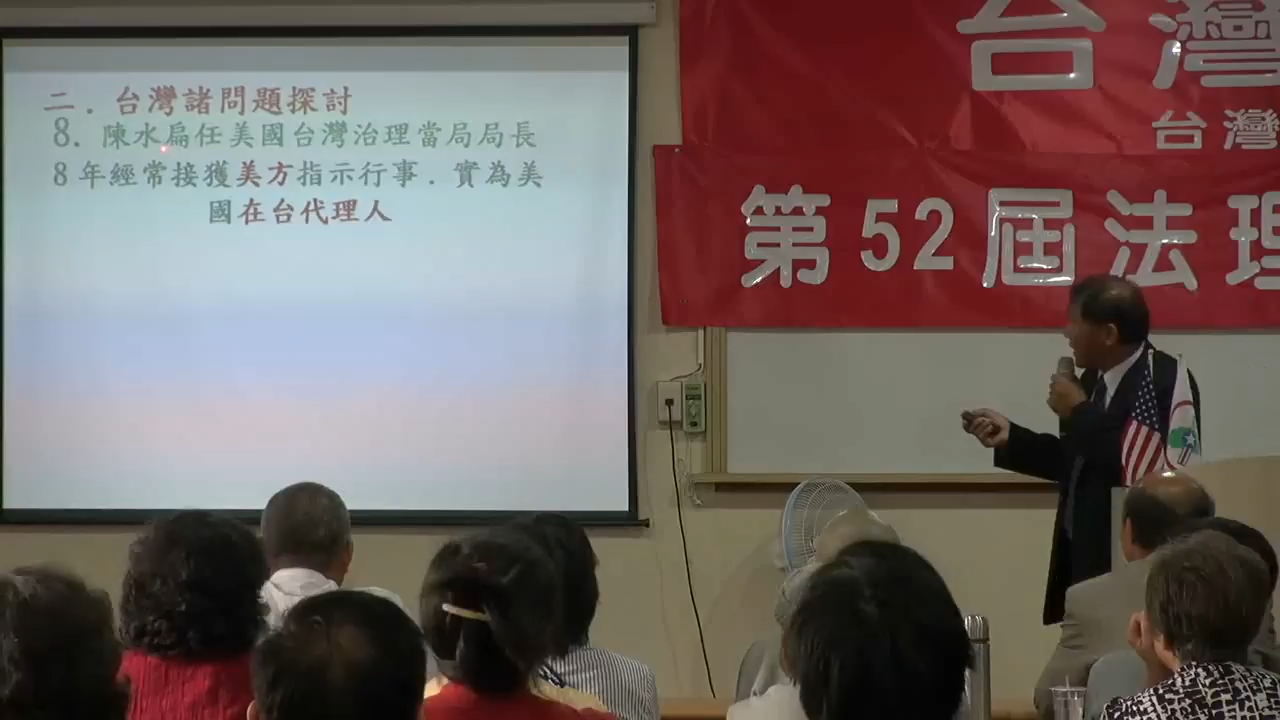 二．台灣諸問題探討
8. 陳水扁任美國台灣治理當局局長
8年經常接獲美方指示行事．實為美
國在台代理人
台灣
台灣
第52屆法理